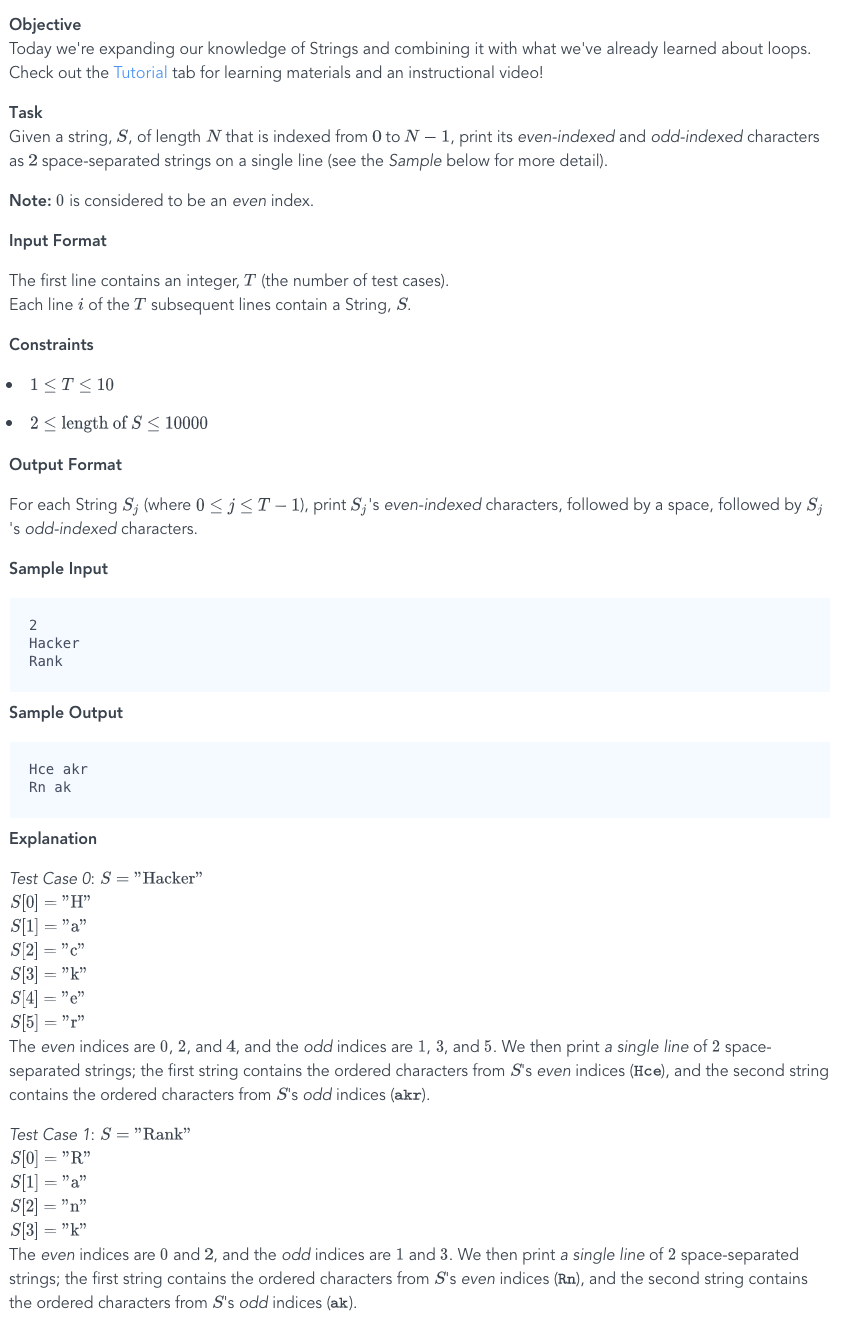 Objective
Today we're expanding our knowledge of Strings and combining it with what we've already learned about loops.
Check out the Tutorial tab for learning materials and an instructional video!
Task
Given a string, S, of length N that is indexed from 0 to N − 1, print its even-indexed and odd-indexed characters
as 2 space-separated strings on a single line (see the Sample below for more detail).
Note: 0 is considered to be an even index.
Input Format
The first line contains an integer, T (the number of test cases).
Each line i of the T subsequent lines contain a String, S.
Constraints
• 1 ≤ T ≤ 10
• 2 ≤ length of S ≤ 10000
Output Format
For each String Sj (where 0 ≤ j ≤ T − 1), print Sj's even-indexed characters, followed by a space, followed by Sj
's odd-indexed characters.
Sample Input
2
Hacker
Rank
Sample Output
Hce akr
Rn ak
Explanation
Test Case 0: S = ”Hacker”
S[0] = ”H”
S[1] = ”a”
S[2] = ”c”
S[3] = ”k”
S[4] = ”e”
S[5] = ”r”
The even indices are 0, 2, and 4, and the odd indices are 1, 3, and 5. We then print a single line of 2 space-
separated strings; the first string contains the ordered characters from S's even indices (Hce), and the second string
contains the ordered characters from S's odd indices (akr).
Test Case 1: S = ”Rank”
S[0] = ”R”
S[1] = ”a”
S[2] = ”n”
S[3] = ”k”
The even indices are 0 and 2, and the odd indices are 1 and 3. We then print a single line of 2 space-separated
strings; the first string contains the ordered characters from S's even indices (Rn), and the second string contains
the ordered characters from S's odd indices (ak).